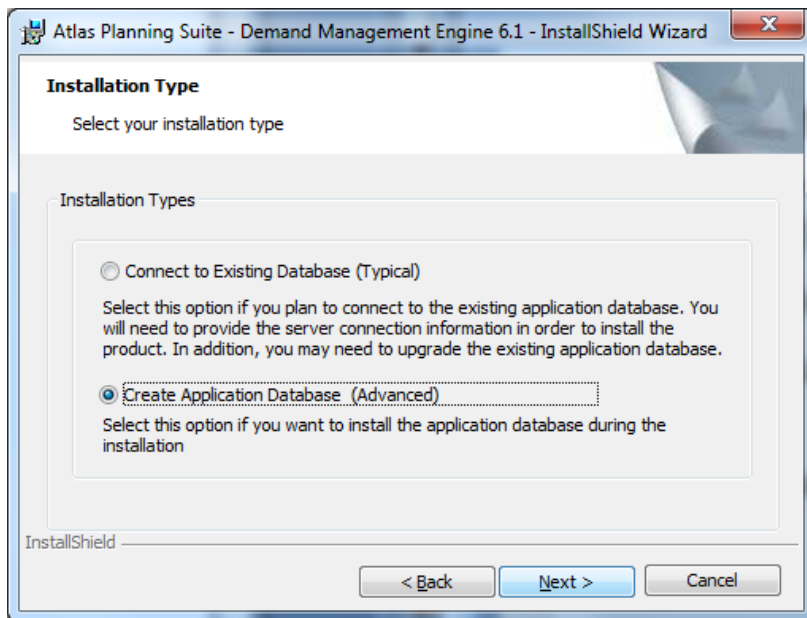 Atlas Planning Suite - Demand Management Engine 6.1 - InstallShield Wizard
Installation Type
Select your installation type
Installation Types
Connect to Existing Database (Typical)
Select this option if you plan to connect to the existing application database. You
will need to provide the server connection information in order to install the
product. In addition, you may need to upgrade the existing application database.
Create Application Database  (Advanced)
Select this option if you want to install the application database during the
installation
InstallShield
< Back
Next >
Cancel